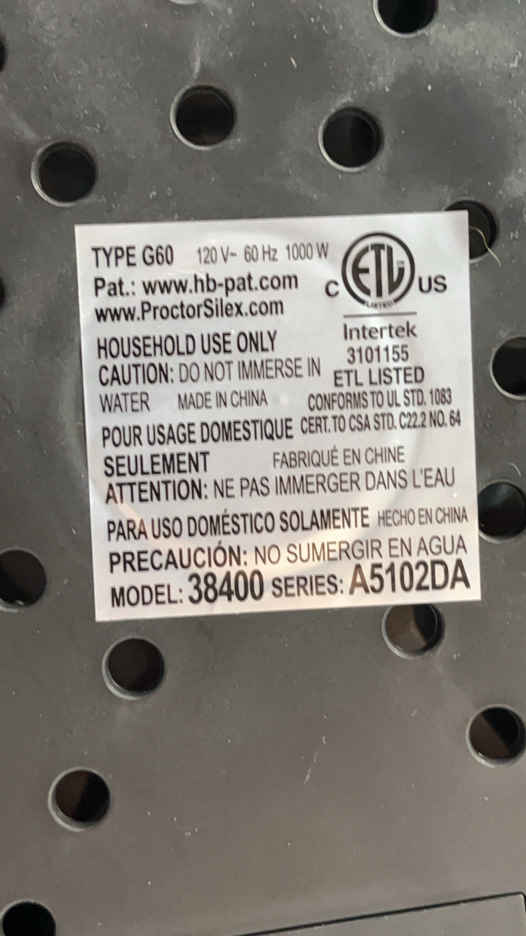 TYPE G60 120 V~ 60 Hz 1000 W
Pat.: www.hb-pat.com
www.ProctorSilex.com
C ETL US
LISTED
Intertek
3101155
ETL LISTED
CONFORMS TO UL STD. 1083
CERT. TO CSA STD. C22.2 NO. 64
HOUSEHOLD USE ONLY
CAUTION: DO NOT IMMERSE IN
WATER MADE IN CHINA
POUR USAGE DOMESTIQUE
SEULEMENT FABRIQUÉ EN CHINE
ATTENTION: NE PAS IMMERGER DANS L'EAU
PARA USO DOMÉSTICO SOLAMENTE HECHO EN CHINA
PRECAUCIÓN: NO SUMERGIR EN AGUA
MODEL: 38400 SERIES: A5102DA